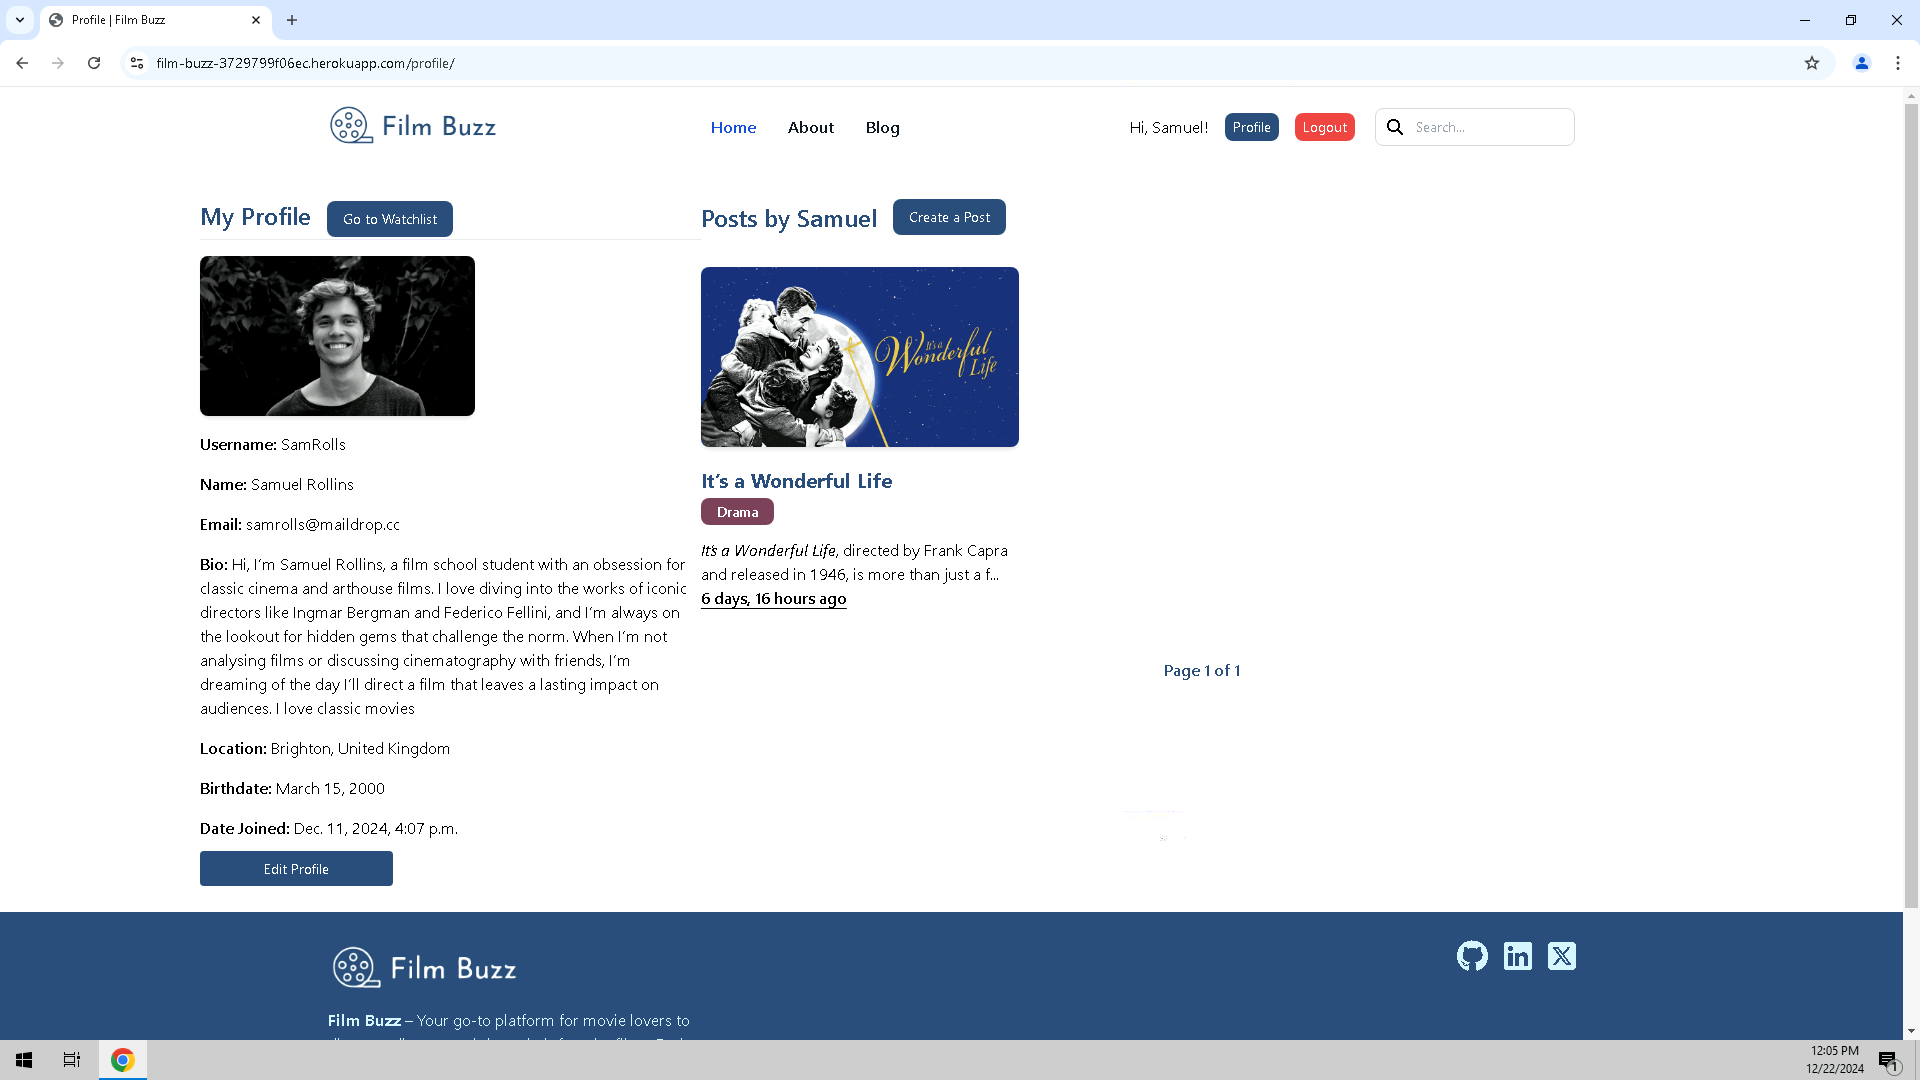 Profile | Film Buzz
film-buzz-3729799f06ec.herokuapp.com/profile/
Film Buzz
Home
About
Blog
Hi, Samuel!
Profile
Logout
Search...
My Profile
Go to Watchlist
Username: SamRolls
Name: Samuel Rollins
Email: samrolls@maildrop.cc
Bio: Hi, I'm Samuel Rollins, a film school student with an obsession for
classic cinema and arthouse films. I love diving into the works of iconic
directors like Ingmar Bergman and Federico Fellini, and I'm always on
the lookout for hidden gems that challenge the norm. When I'm not
analysing films or discussing cinematography with friends, I'm
dreaming of the day I'll direct a film that leaves a lasting impact on
audiences. I love classic movies
Location: Brighton, United Kingdom
Birthdate: March 15, 2000
Date Joined: Dec. 11, 2024, 4:07 p.m.
Edit Profile
Posts by Samuel
Create a Post
It's a
Wonderful
Life
It's a Wonderful Life
Drama
It's a Wonderful Life, directed by Frank Capra
and released in 1946, is more than just a f...
6 days, 16 hours ago
Page 1 of 1
Film Buzz
Film Buzz – Your go-to platform for movie lovers to
12:05 PM
12/22/2024
1